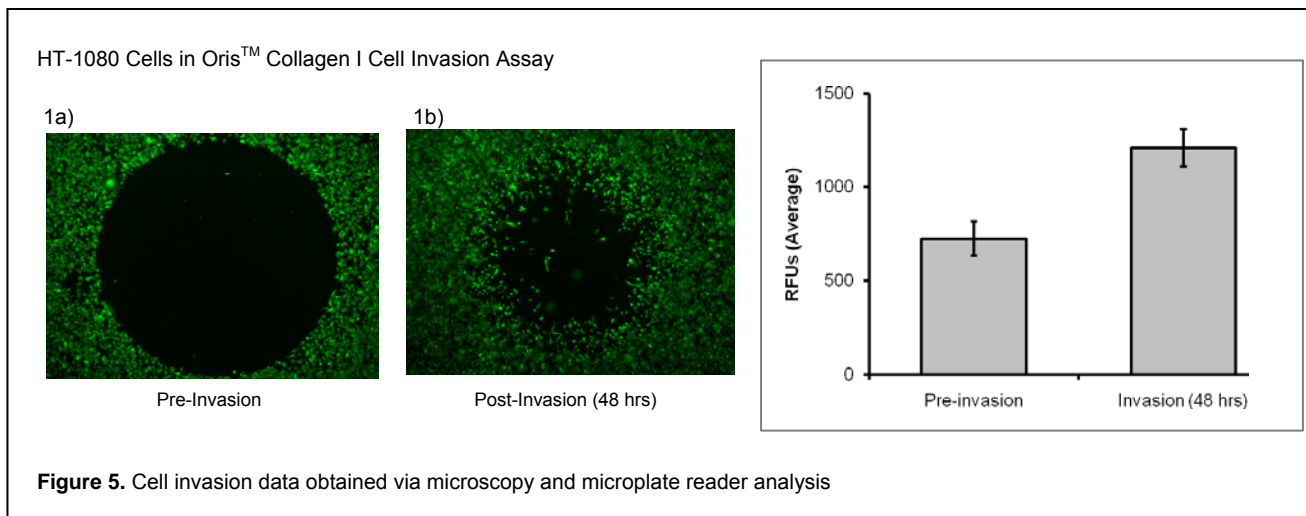 HT-1080 Cells in Oris™ Collagen I Cell Invasion Assay
1a)
1b)
Pre-Invasion
Post-Invasion (48 hrs)
RFUs (Average)
1500
1000
500
0
Pre-invasion
Invasion (48 hrs)
Figure 5. Cell invasion data obtained via microscopy and microplate reader analysis